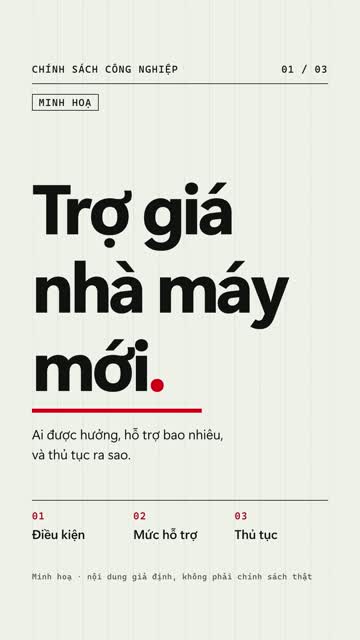 CHÍNH SÁCH CÔNG NGHIỆP 01 / 03
MINH HOẠ
Trợ giá
nhà máy
mới.
Ai được hưởng, hỗ trợ bao nhiêu,
và thủ tục ra sao.
01 02 03
Điều kiện Mức hỗ trợ Thủ tục
Minh hoạ · nội dung giả định, không phải chính sách thật